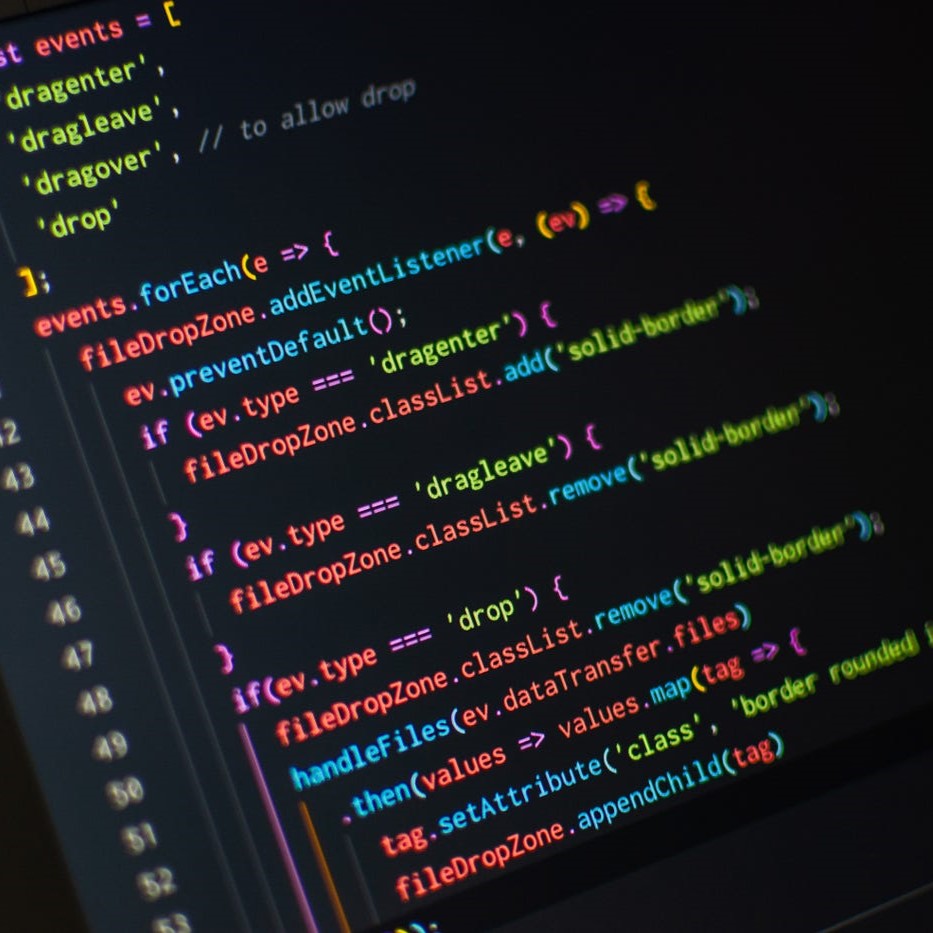 st events = [
dragenter',
'dragleave',
'dragover', // to allow drop
'drop'
];
events.forEach(e => {
fileDropZone.addEventListener(e, (ev) => {
ev.preventDefault();
if (ev.type === 'dragenter') {
fileDropZone.classList.add('solid-border');
}
42
if (ev.type === 'dragleave') {
43
fileDropZone.classList.remove('solid-border');
44
}
45
if(ev.type === 'drop') {
46
fileDropZone.classList.remove('solid-border');
47
handleFiles(ev.dataTransfer.files)
48
.then(values => values.map(tag => {
49
tag.setAttribute('class', 'border rounded
50
fileDropZone.appendChild(tag)
51
52
53
);